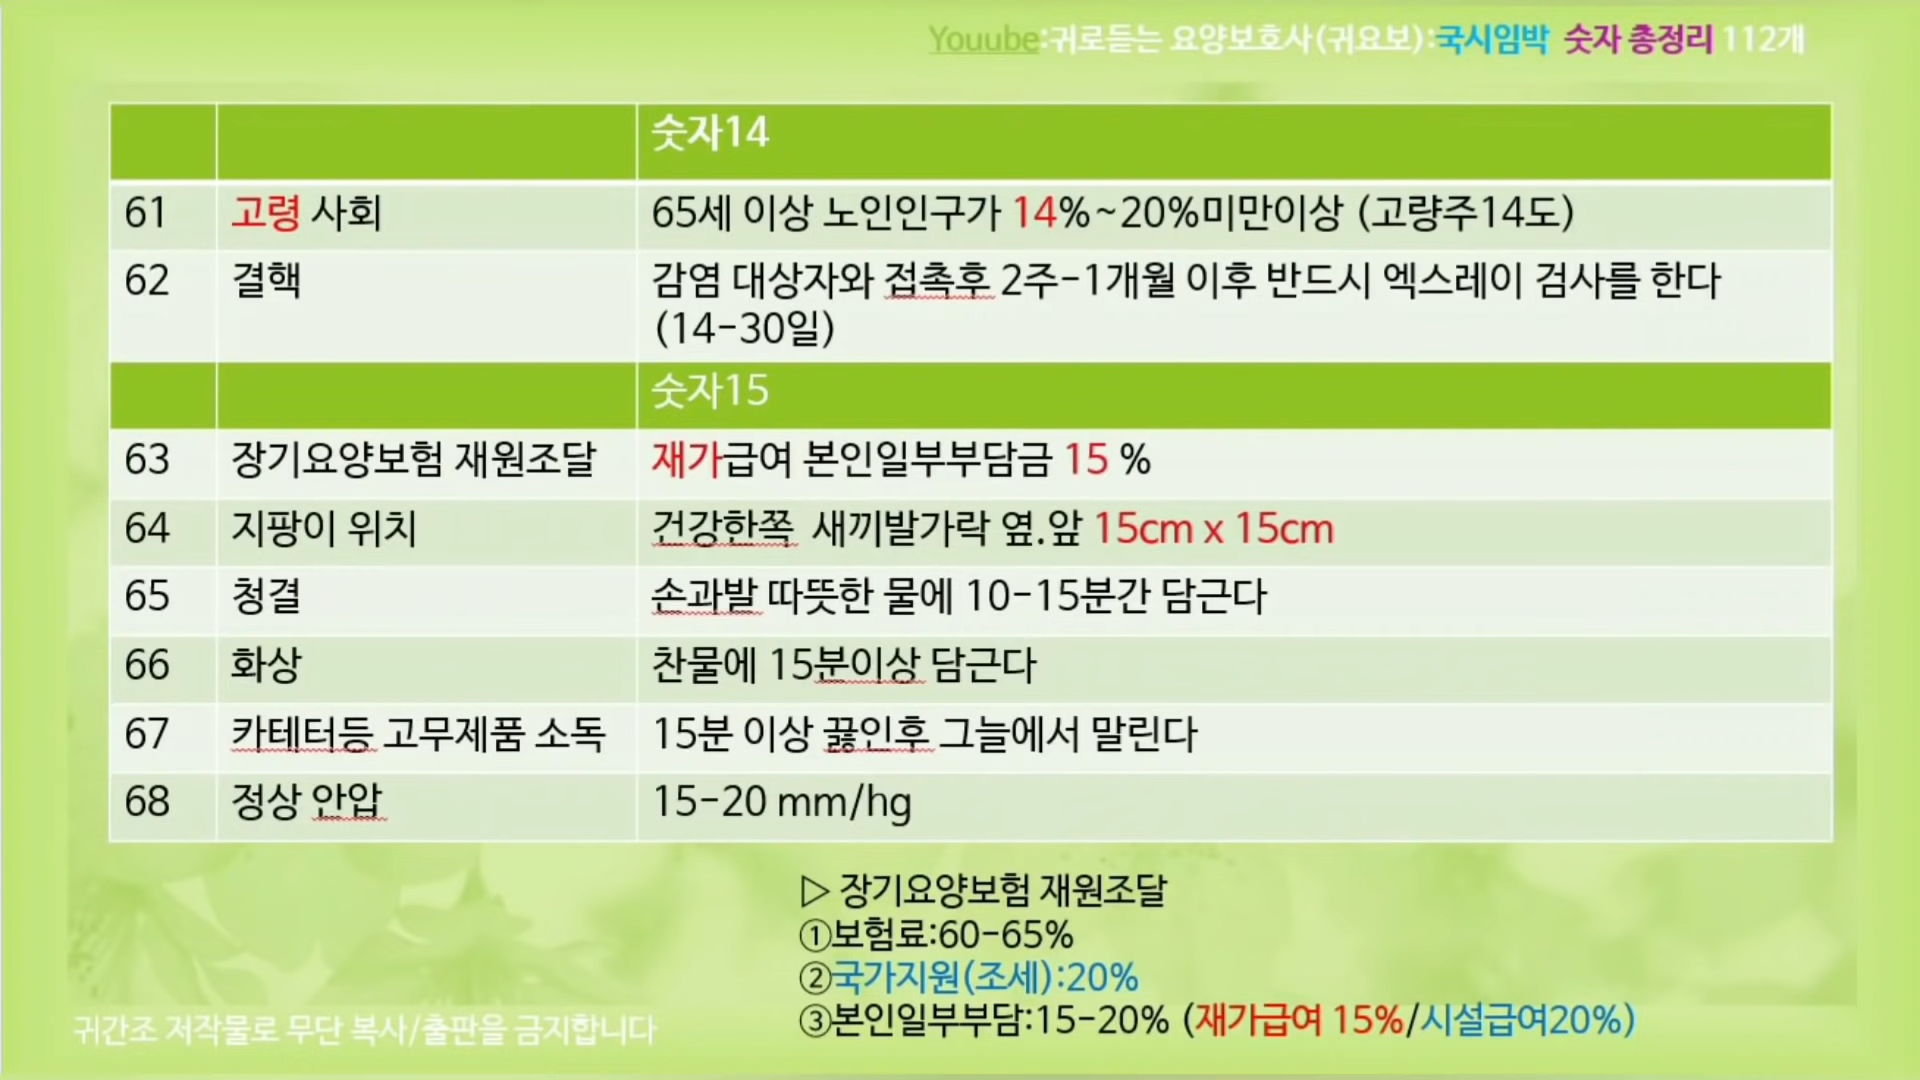 Youube:귀로듣는 요양보호사(귀요보):국시임박 숫자 총정리 112개
숫자14
61 고령 사회 65세 이상 노인인구가 14%~20%미만이상 (고량주14도)
62 결핵 감염 대상자와 접촉후 2주-1개월 이후 반드시 엑스레이 검사를 한다
(14-30일)
숫자15
63 장기요양보험 재원조달 재가급여 본인일부부담금 15 %
64 지팡이 위치 건강한쪽 새끼발가락 옆.앞 15cm x 15cm
65 청결 손과발 따뜻한 물에 10-15분간 담근다
66 화상 찬물에 15분이상 담근다
67 카테터등 고무제품 소독 15분 이상 끓인후 그늘에서 말린다
68 정상 안압 15-20 mm/hg
▷ 장기요양보험 재원조달
①보험료:60-65%
②국가지원(조세):20%
③본인일부부담:15-20% (재가급여 15%/시설급여20%)
귀간조 저작물로 무단 복사/출판을 금지합니다